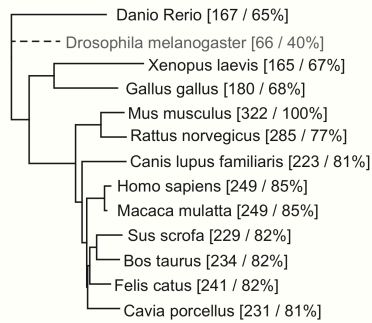 Danio Rerio [167 / 65%]
Drosophila melanogaster [66 / 40%]
Xenopus laevis [165 / 67%]
Gallus gallus [180 / 68%]
Mus musculus [322 / 100%]
Rattus norvegicus [285 / 77%]
Canis lupus familiaris [223 / 81%]
Homo sapiens [249 / 85%]
Macaca mulatta [249 / 85%]
Sus scrofa [229 / 82%]
Bos taurus [234 / 82%]
Felis catus [241 / 82%]
Cavia porcellus [231 / 81%]